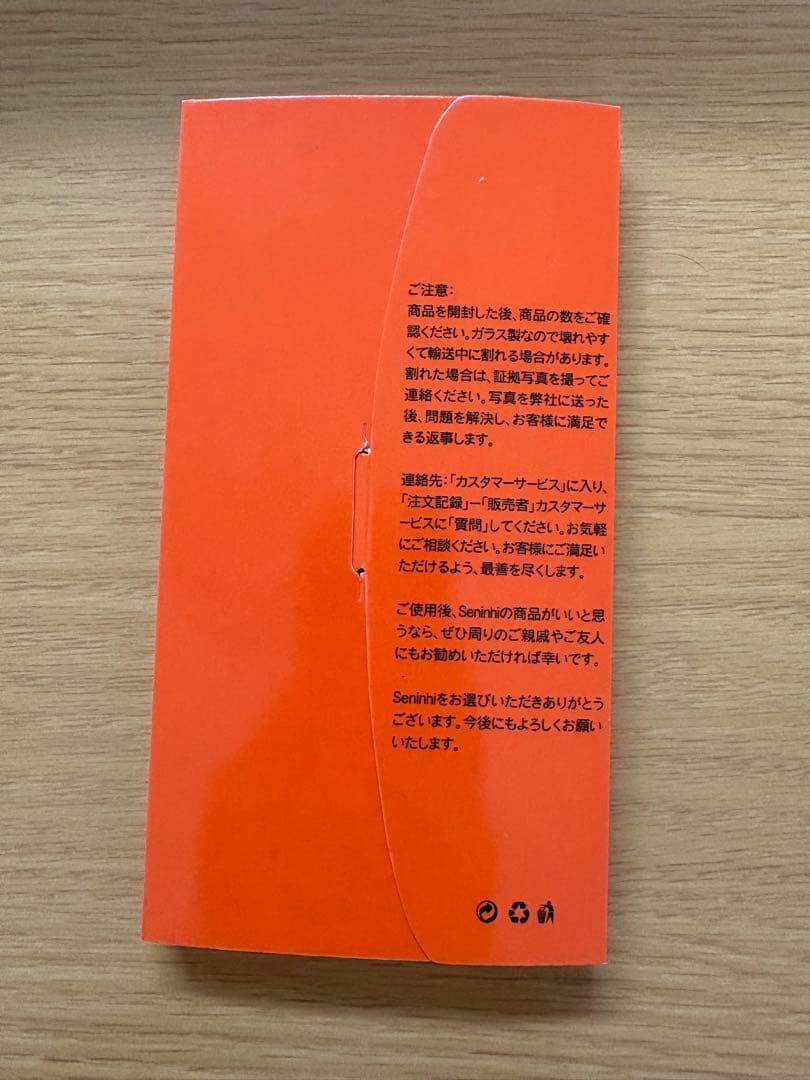 ご注意：
商品を開封した後、商品の数をご確
認ください。ガラス製なので壊れやす
くて輸送中に割れる場合があります。
割れた場合は、証拠写真を撮ってご
連絡ください。写真を弊社に送った
後、問題を解決し、お客様に満足で
きる返事します。
連絡先：「カスタマーサービス」に入り、
「注文記録」ー「販売者」カスタマーサ
ービスに「質問」してください。お気軽
にご相談ください。お客様にご満足い
ただけるよう、最善を尽くします。
ご使用後、Seninhiの商品がいいと思
うなら、ぜひ周りのご親戚やご友人
にもお勧めいただければ幸いです。
Seninhiをお選びいただきありがとう
ございます。今後にもよろしくお願い
いたします。